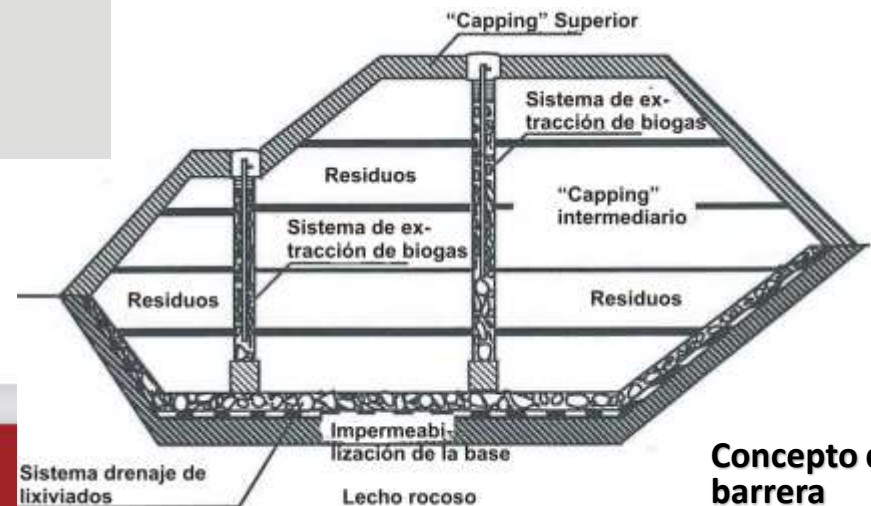 “Capping” Superior
Sistema de ex-
tracción de biogas
Residuos
“Capping”
intermediario
Sistema de ex-
tracción de biogas
Residuos
Residuos
Impermeabi-
lización de la base
Sistema drenaje de
lixiviados
Lecho rocoso
Concepto
barrera